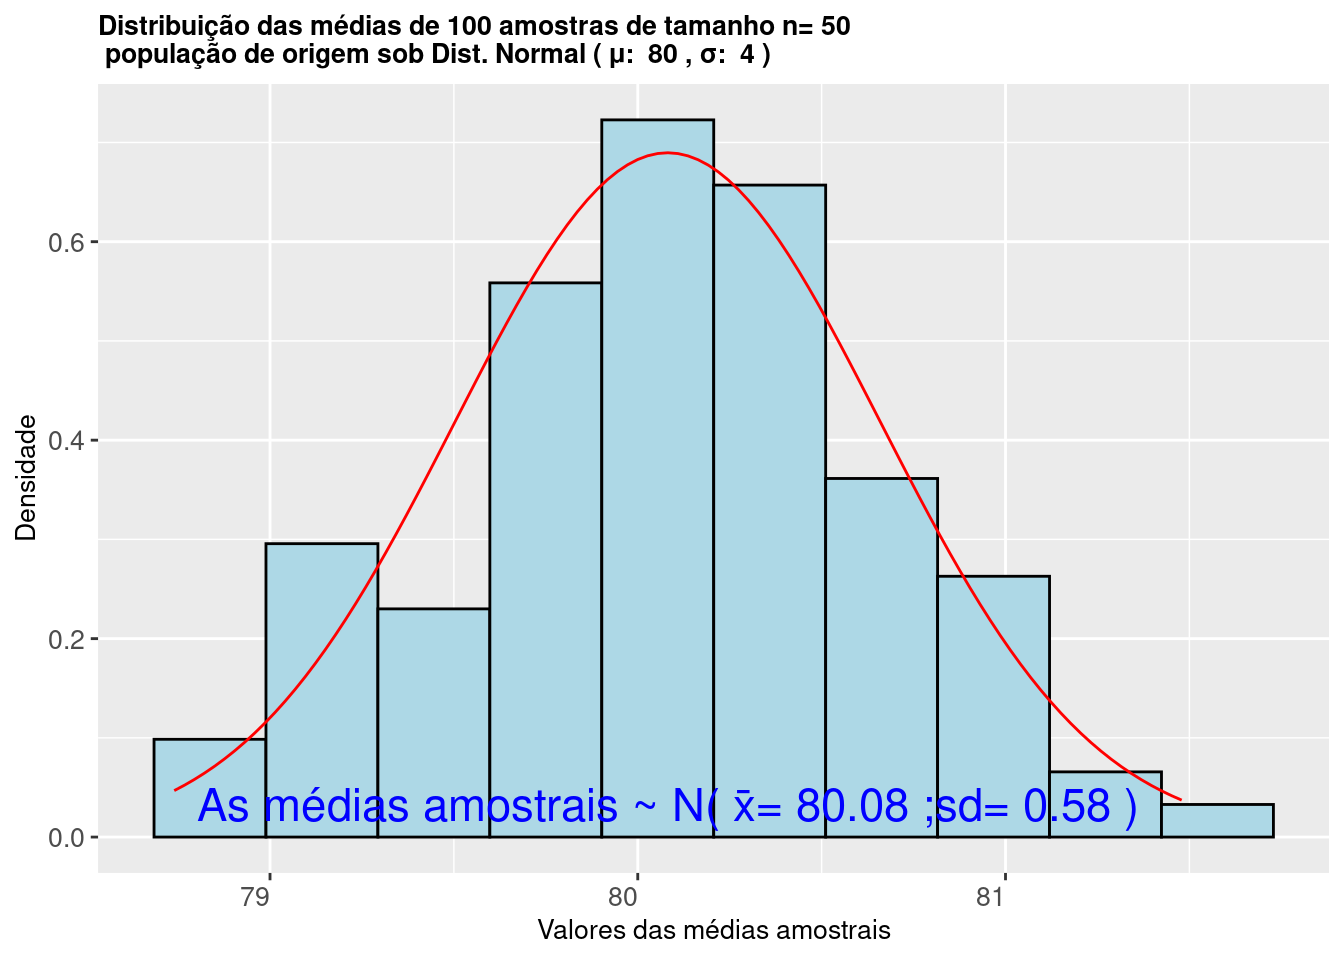 Distribuição das médias de 100 amostras de tamanho n= 50
população de origem sob Dist. Normal ( μ:  80 , σ:  4 )
Densidade
0.6
0.4
0.2
0.0
As médias amostrais ~ N( x̄= 80.08 ;sd= 0.58 )
79
80
81
Valores das médias amostrais